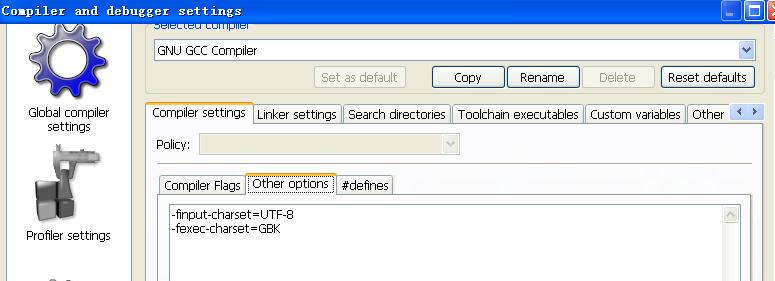 Compiler and debugger settings
Selected compiler
GNU GCC Compiler
Set as default Copy Rename Delete Reset defaults
Global compiler
settings
Profiler settings
Compiler settings Linker settings Search directories Toolchain executables Custom variables Other
Policy:
Compiler Flags Other options #defines
-finput-charset=UTF-8
-fexec-charset=GBK